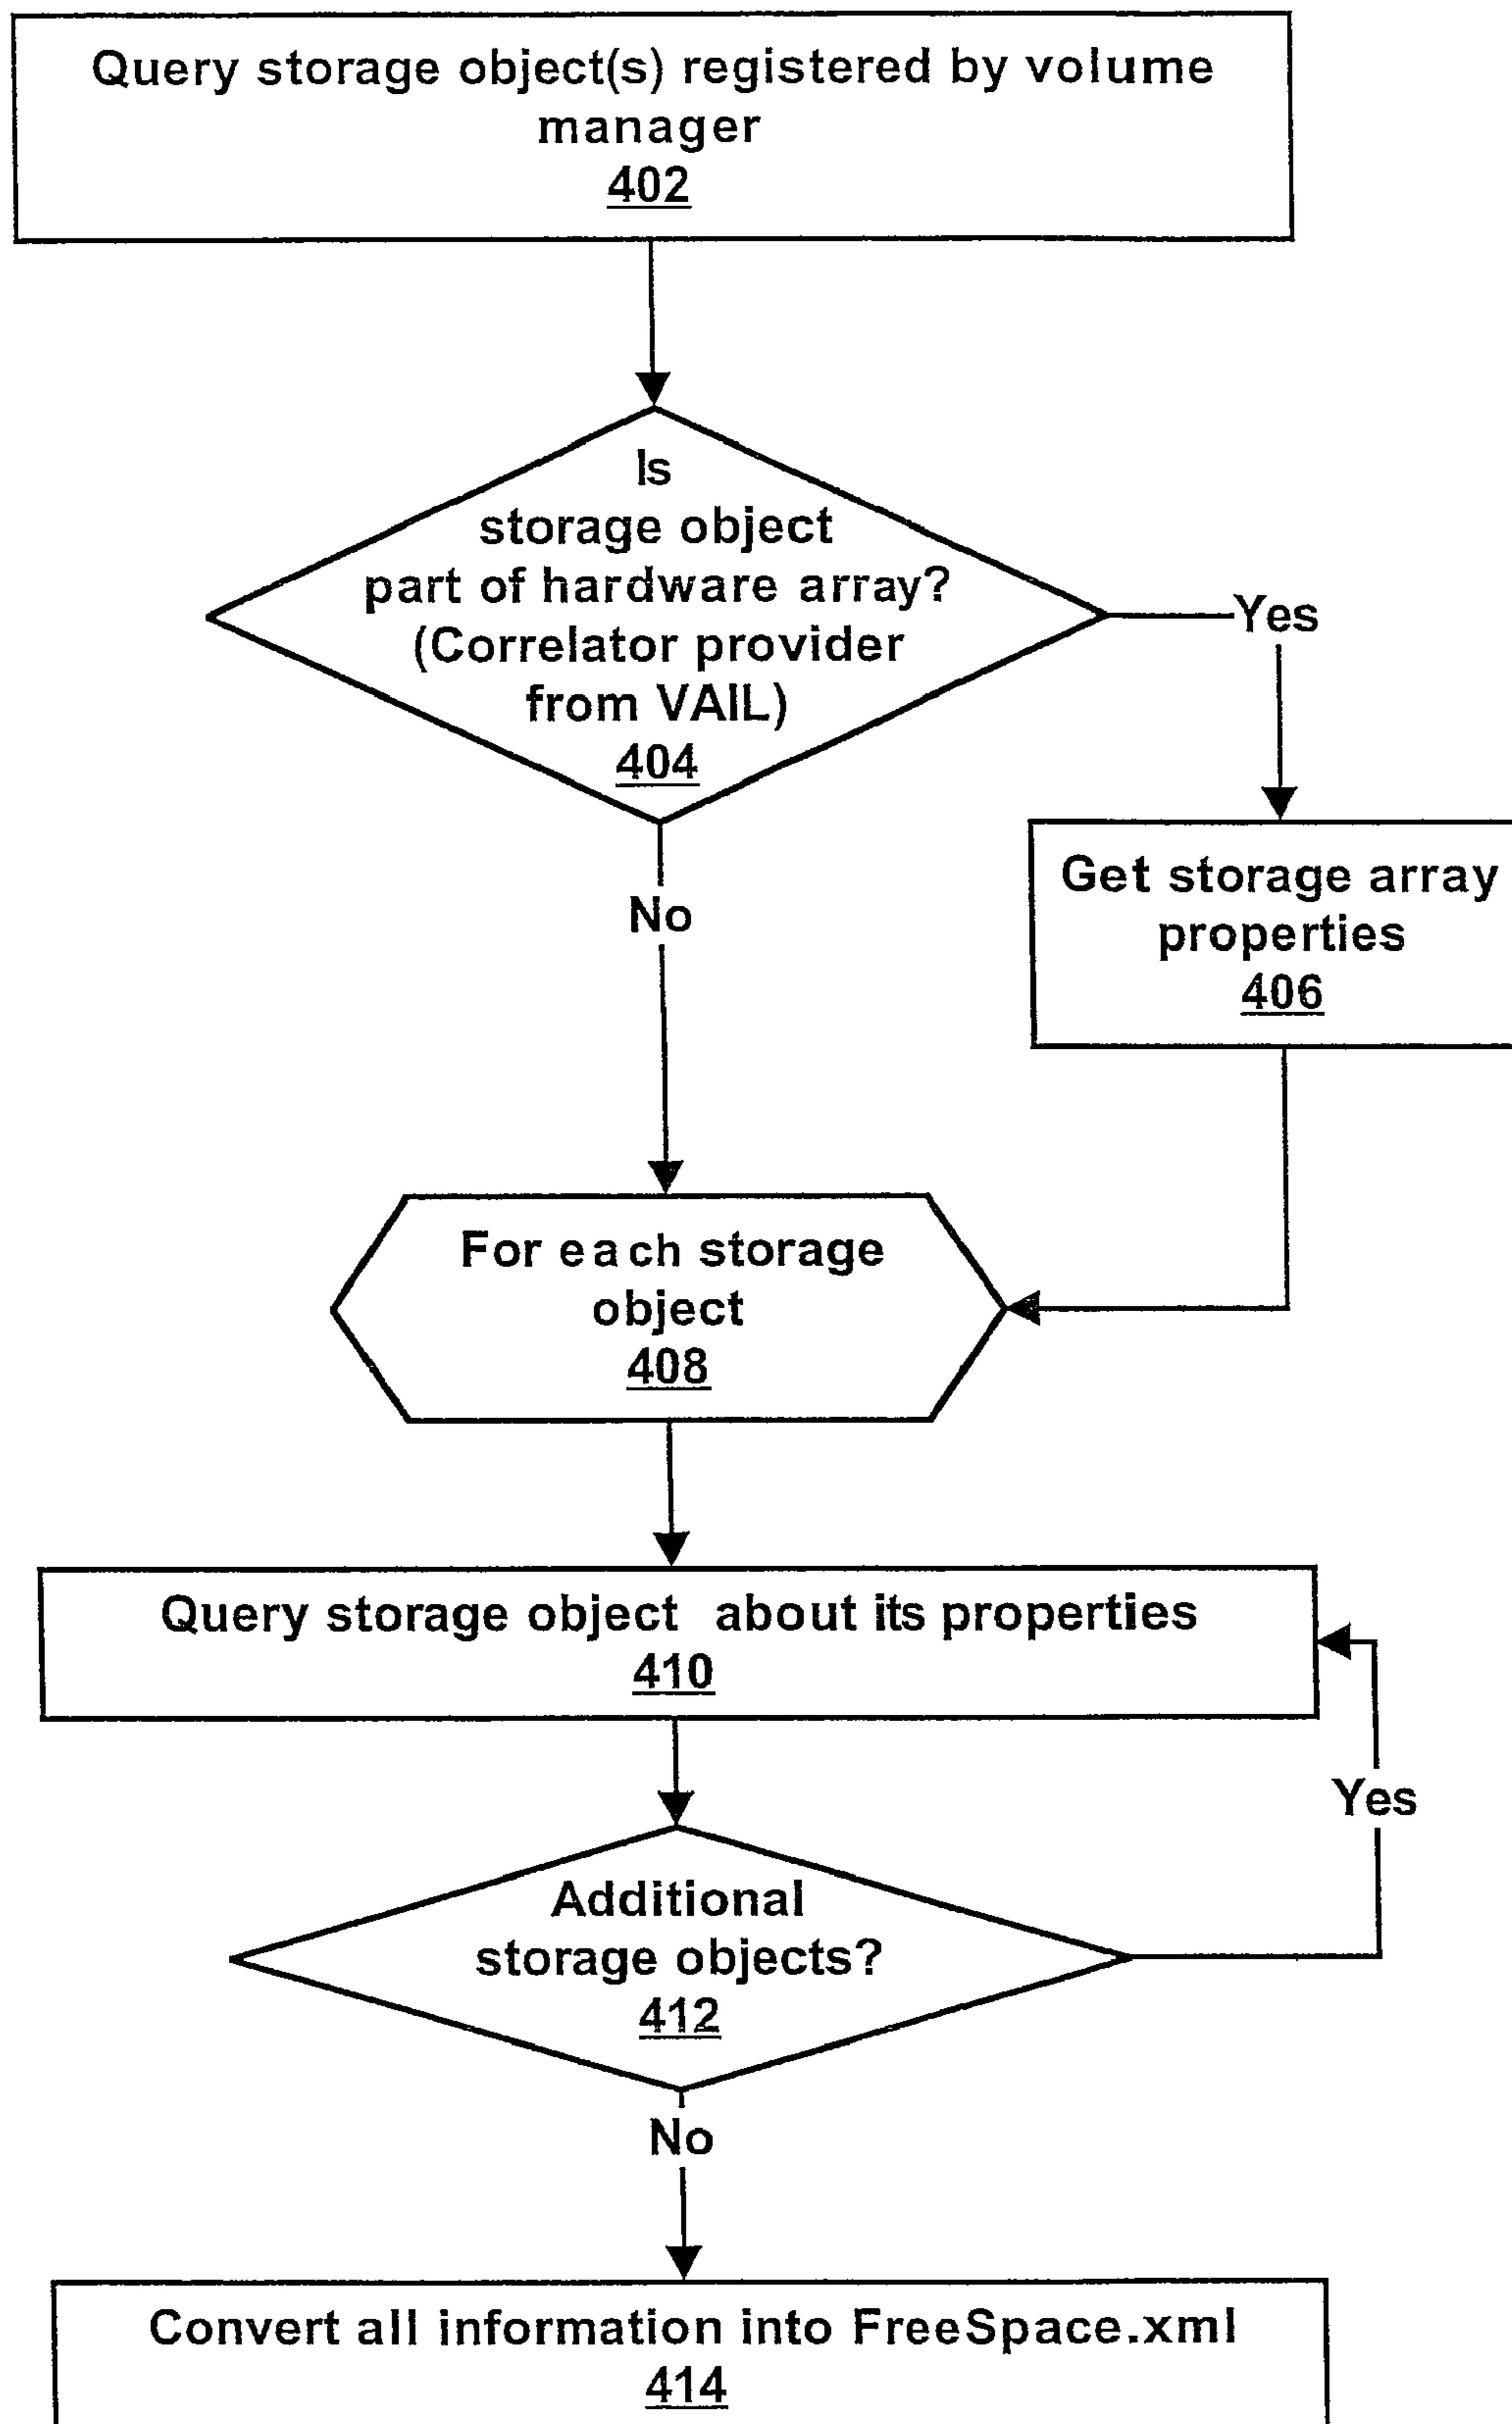 Query storage object(s) registered by volume
manager
402
Is
storage object
part of hardware array?
(Correlator provider
from VAIL)
404
Yes
No
Get storage array
properties
406
For each storage
object
408
Query storage object about its properties
410
Yes
Additional
storage objects?
412
No
Convert all information into FreeSpace.xml
414